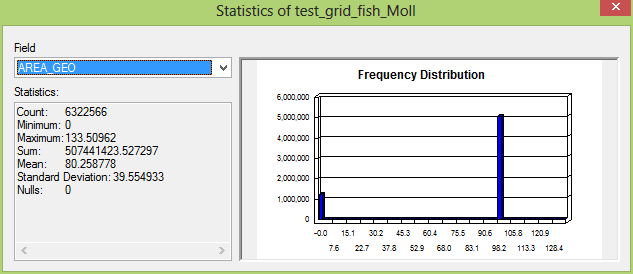 Statistics of test_grid_fish_Moll
Field
AREA_GEO
Statistics:
Count: 6322566
Minimum: 0
Maximum: 133.50962
Sum: 507441423.527297
Mean: 80.258778
Standard Deviation: 39.554933
Nulls: 0
Frequency Distribution
6,000,000
5,000,000
4,000,000
3,000,000
2,000,000
1,000,000
0
-0.0 15.1 30.2 45.3 60.4 75.5 90.6 105.8 120.9
7.6 22.7 37.8 52.9 68.0 83.1 98.2 113.3 128.4